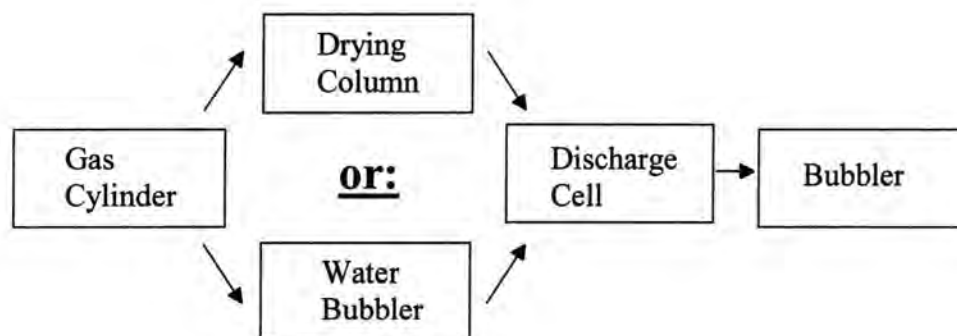 Drying
Column
Gas
Cylinder
or:
Discharge
Cell
Bubbler
Water
Bubbler